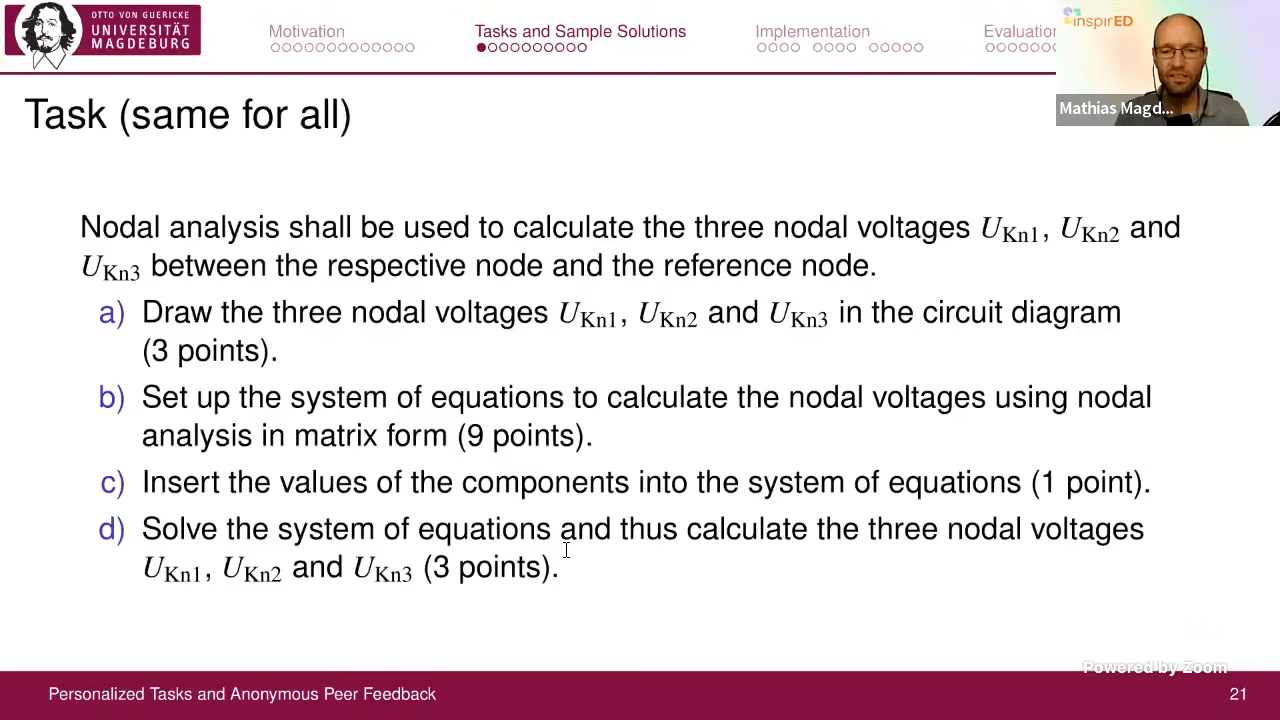 OTTO VON GUERICKE
UNIVERSITÄT
MAGDEBURG
Motivation
Tasks and Sample Solutions
Implementation
Evaluation
inspirED
Mathias Magd...
Task (same for all)
Nodal analysis shall be used to calculate the three nodal voltages U_Kn1, U_Kn2 and
U_Kn3 between the respective node and the reference node.
a) Draw the three nodal voltages U_Kn1, U_Kn2 and U_Kn3 in the circuit diagram
(3 points).
b) Set up the system of equations to calculate the nodal voltages using nodal
analysis in matrix form (9 points).
c) Insert the values of the components into the system of equations (1 point).
d) Solve the system of equations and thus calculate the three nodal voltages
U_Kn1, U_Kn2 and U_Kn3 (3 points).
Powered by Zoom
Personalized Tasks and Anonymous Peer Feedback
21